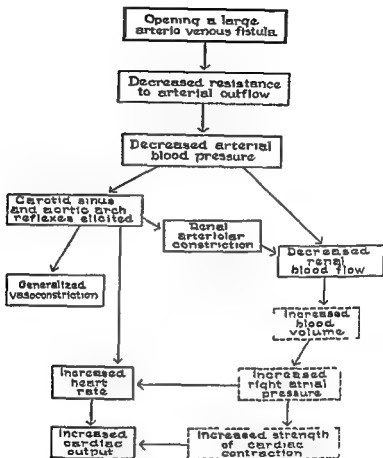 Opening a large
arterio venous fistula
Decreased resistance
to arterial outflow
Decreased arterial
blood pressure
Carotid sinus
and aortic arch
reflexes elicited
Renal
arteriolar
constriction
Decreased
renal
blood flow
Generalized
vasoconstriction
Increased
blood
volume
Increased
heart
rate
Increased
right atrial
pressure
Increased
cardiac
output
Increased strength
of cardiac
contraction